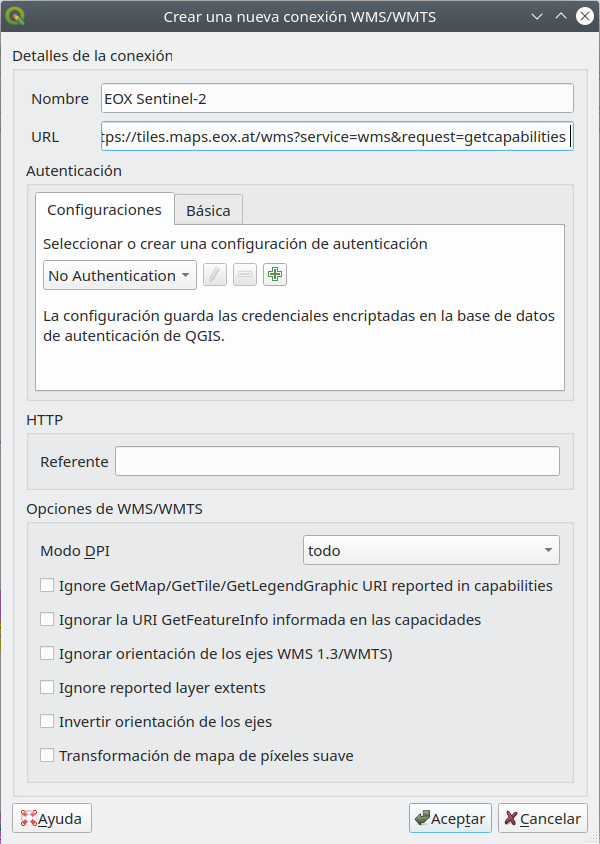 Crear una nueva conexión WMS/WMTS
Detalles de la conexión
Nombre EOX Sentinel-2
URL tps://tiles.maps.eox.at/wms?service=wms&request=getcapabilities
Autenticación
Configuraciones Básica
Seleccionar o crear una configuración de autenticación
No Authentication
La configuración guarda las credenciales encriptadas en la base de datos
de autenticación de QGIS.
HTTP
Referente
Opciones de WMS/WMTS
Modo DPI todo
Ignore GetMap/GetTile/GetLegendGraphic URI reported in capabilities
Ignorar la URI GetFeatureInfo informada en las capacidades
Ignorar orientación de los ejes WMS 1.3/WMTS)
Ignore reported layer extents
Invertir orientación de los ejes
Transformación de mapa de píxeles suave
Ayuda Aceptar Cancelar